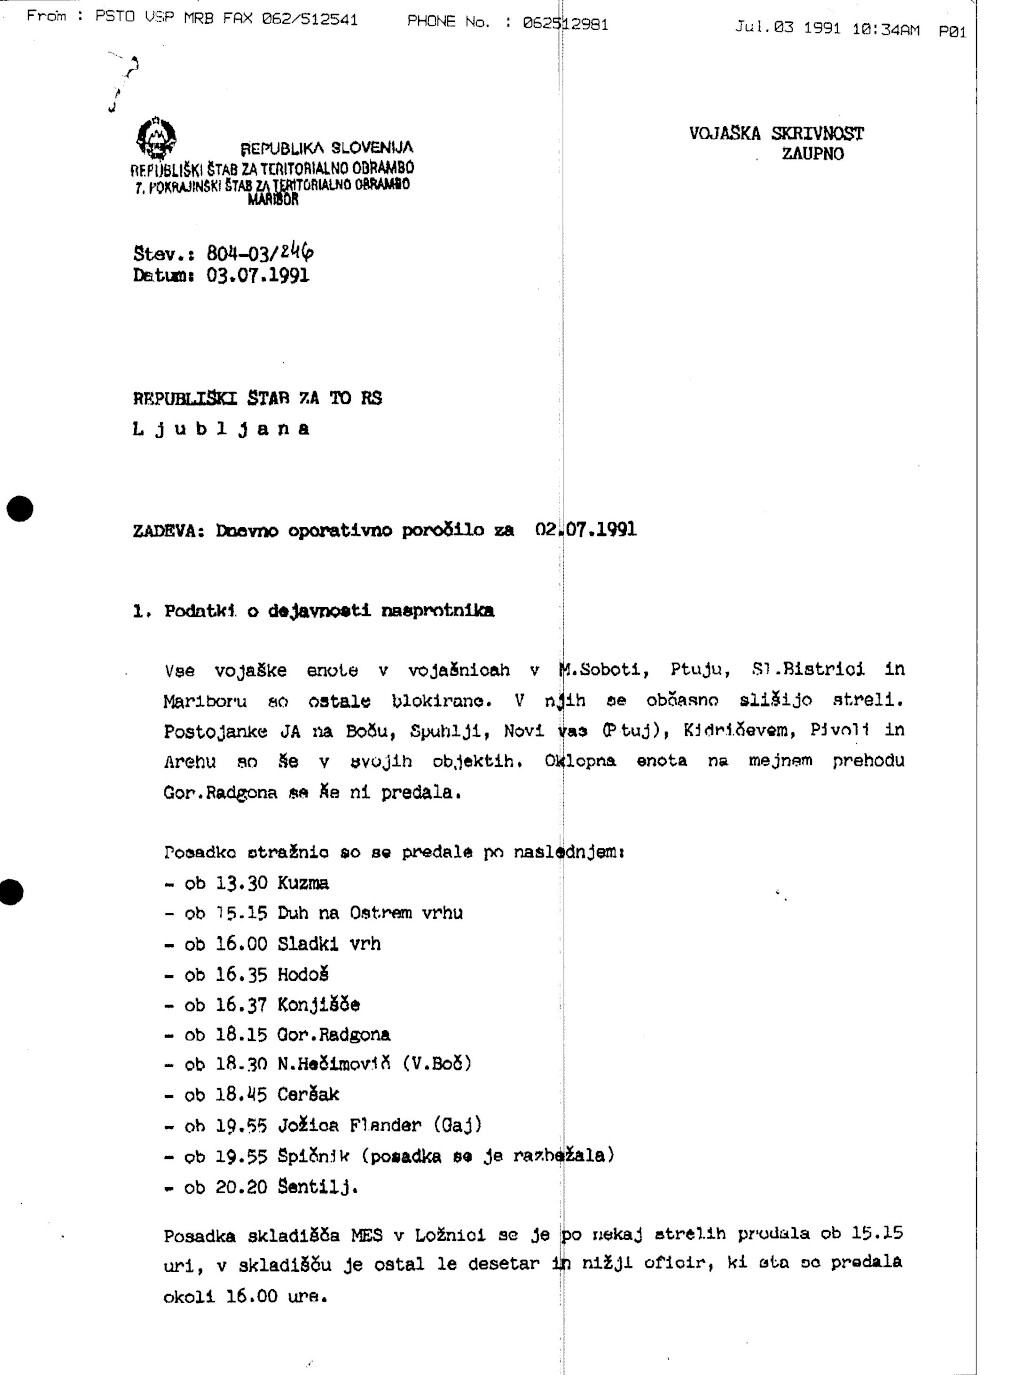 From : PSTO VSP MRB FAX 062/512541 PHONE No. : 062512981 Jul.03 1991 10:34AM P01
VOJAŠKA SKRIVNOST
ZAUPNO
REPUBLIKA SLOVENIJA
REPUBLIŠKI ŠTAB ZA TERITORIALNO OBRAMBO
7. POKRAJINSKI ŠTAB ZA TERITORIALNO OBRAMBO
MARIBOR
Štev.: 804-03/246
Datum: 03.07.1991
REPUBLIŠKI ŠTAB ZA TO RS
L j u b l j a n a
ZADEVA: Dnevno operativno poročilo za 02.07.1991
1. Podatki o dejavnosti nasprotnika
Vse vojaške enote v vojašnicah v M.Soboti, Ptuju, Sl.Bistrici in
Mariboru so ostale blokirane. V njih se občasno slišijo streli.
Postojanke JA na Boču, Spuhlji, Novi vas (Ptuj), Kidričevem, Pivoli in
Arehu so še v svojih objektih. Oklopna enota na mejnem prehodu
Gor.Radgona se še ni predala.
Posadke stražnic so se predale po naslednjem:
- ob 13.30 Kuzma
- ob 15.15 Duh na Ostrem vrhu
- ob 16.00 Sladki vrh
- ob 16.35 Hodoš
- ob 16.37 Konjišče
- ob 18.15 Gor.Radgona
- ob 18.30 N.Hečimovič (V.Boč)
- ob 18.45 Ceršak
- ob 19.55 Jožica Flander (Gaj)
- ob 19.55 Špičnik (posadka se je razbežala)
- ob 20.20 Šentilj.
Posadka skladišča MES v Ložnici se je po nekaj strelih predala ob 15.15
uri, v skladišču je ostal le desetar in nižji oficir, ki sta se predala
okoli 16.00 ure.